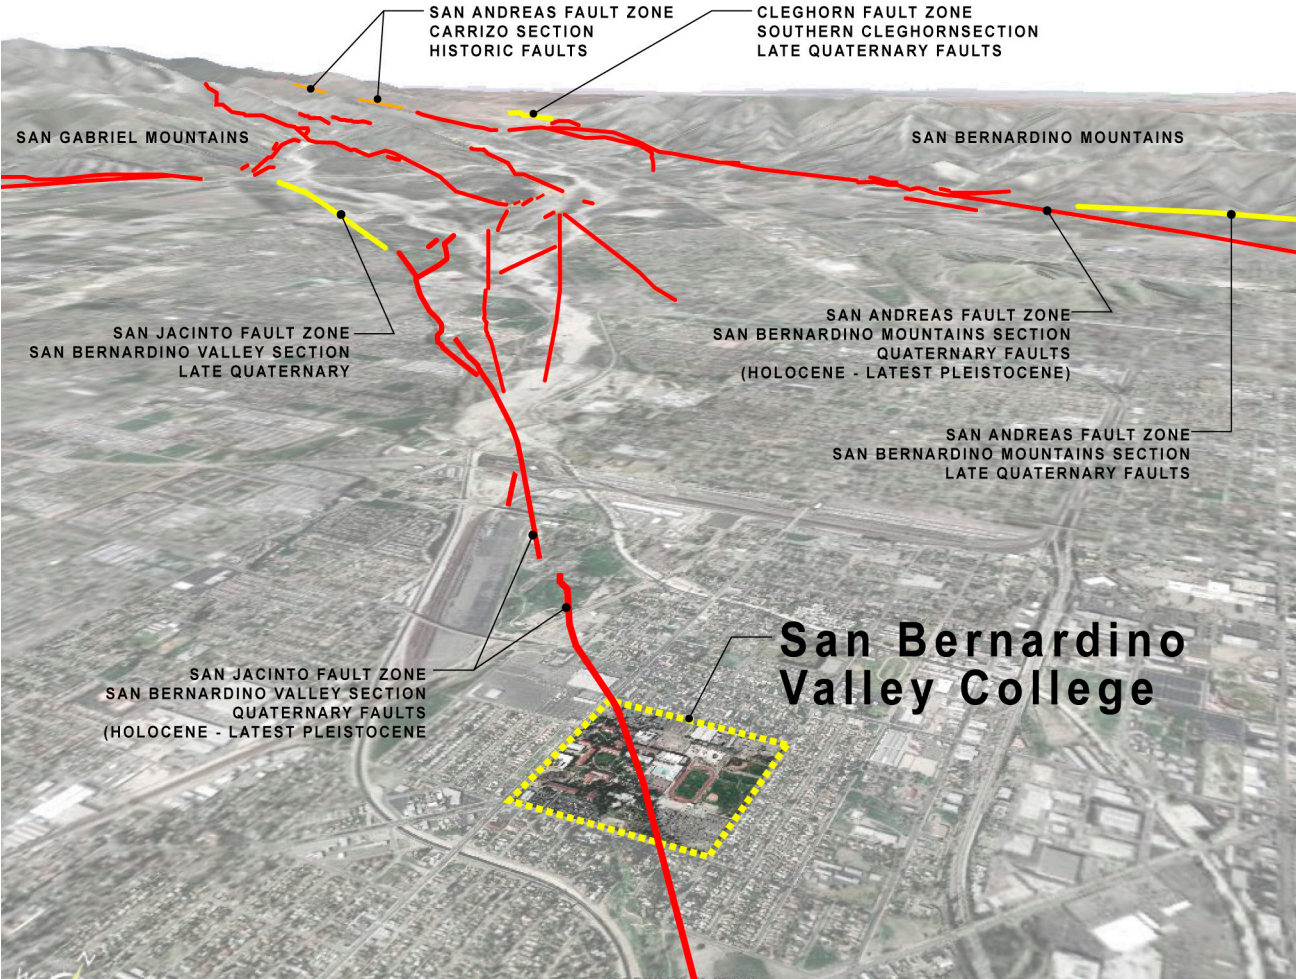 SAN ANDREAS FAULT ZONE
CARRIZO SECTION
HISTORIC FAULTS
CLEGHORN FAULT ZONE
SOUTHERN CLEGHORNSECTION
LATE QUATERNARY FAULTS
SAN GABRIEL MOUNTAINS
SAN BERNARDINO MOUNTAINS
SAN JACINTO FAULT ZONE
SAN BERNARDINO VALLEY SECTION
LATE QUATERNARY
SAN ANDREAS FAULT ZONE
SAN BERNARDINO MOUNTAINS SECTION
QUATERNARY FAULTS
(HOLOCENE - LATEST PLEISTOCENE)
SAN ANDREAS FAULT ZONE
SAN BERNARDINO MOUNTAINS SECTION
LATE QUATERNARY FAULTS
San Bernardino
Valley College
SAN JACINTO FAULT ZONE
SAN BERNARDINO VALLEY SECTION
QUATERNARY FAULTS
(HOLOCENE - LATEST PLEISTOCENE
N
W